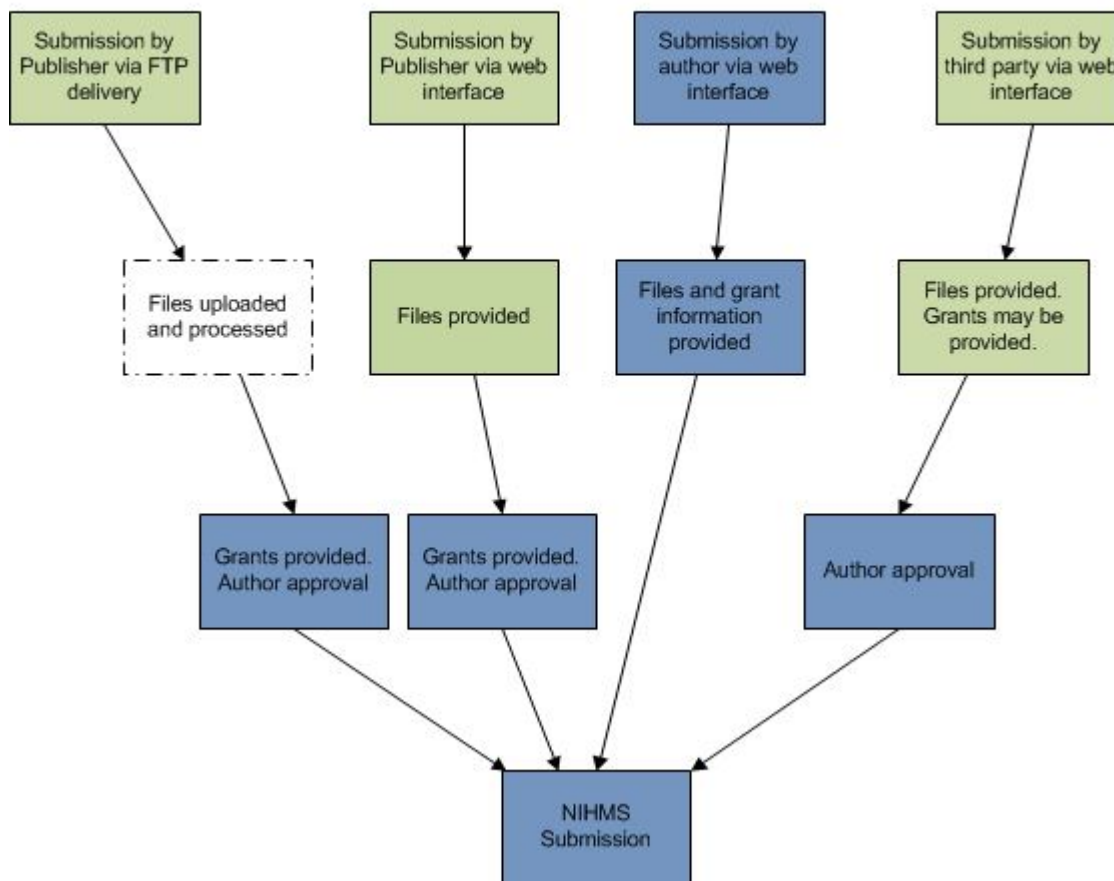 Submission by
Publisher via FTP
delivery
Submission by
Publisher via web
interface
Submission by
author via web
interface
Submission by
third party via web
interface
Files uploaded
and processed
Files provided
Files and grant
information
provided
Files provided.
Grants may be
provided.
Grants provided.
Author approval
Grants provided.
Author approval
Author approval
NIHMS
Submission